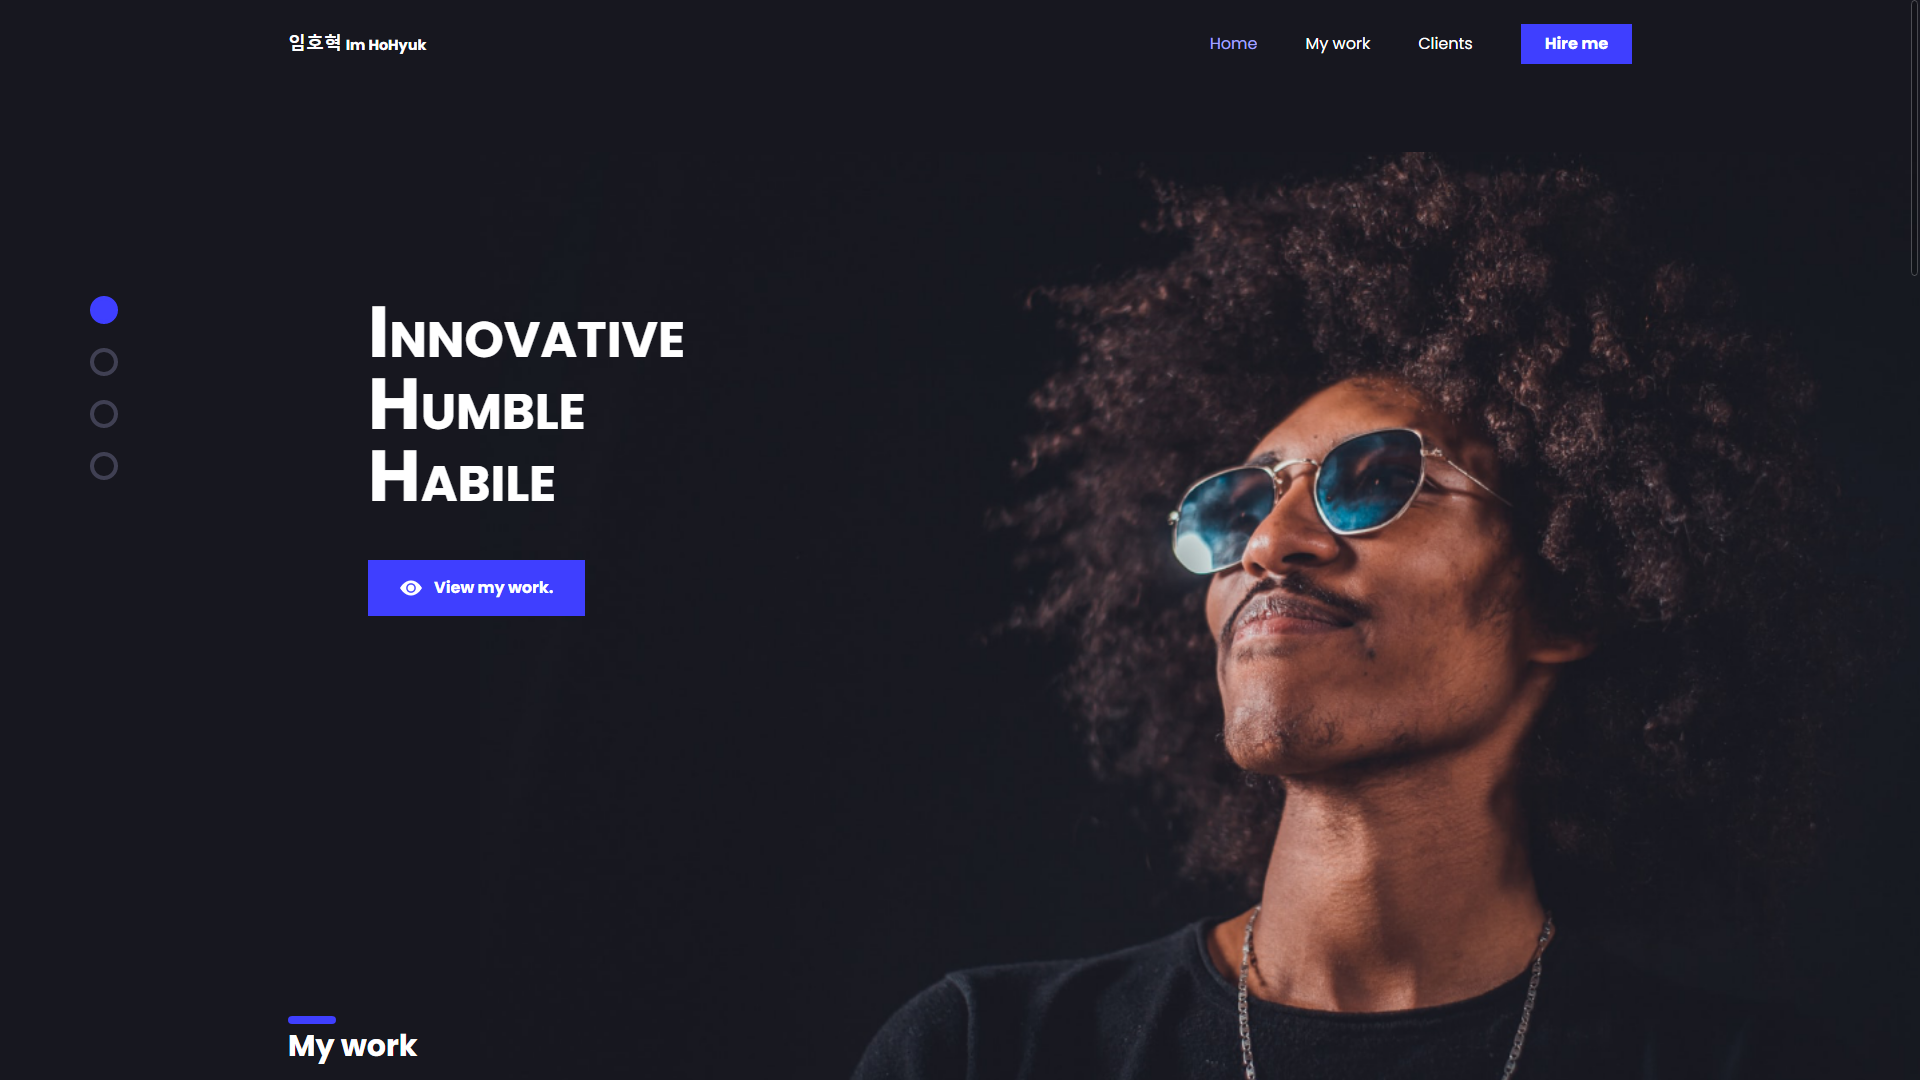 임호혁 Im HoHyuk
Home
My work
Clients
Hire me
INNOVATIVE
HUMBLE
HABILE
View my work.
My work